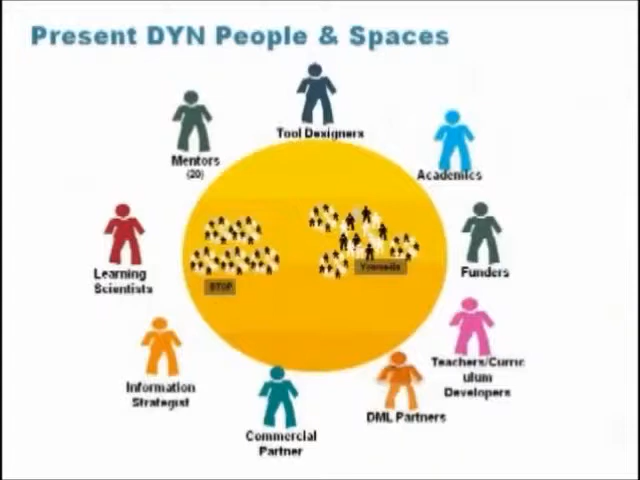 Present DYN People & Spaces
Tool Designers
Mentors
(20)
Academics
Learning
Scientists
Funders
STOP
Information
Strategist
Teachers/Curric
ulum
Developers
DML Partners
Commercial
Partner